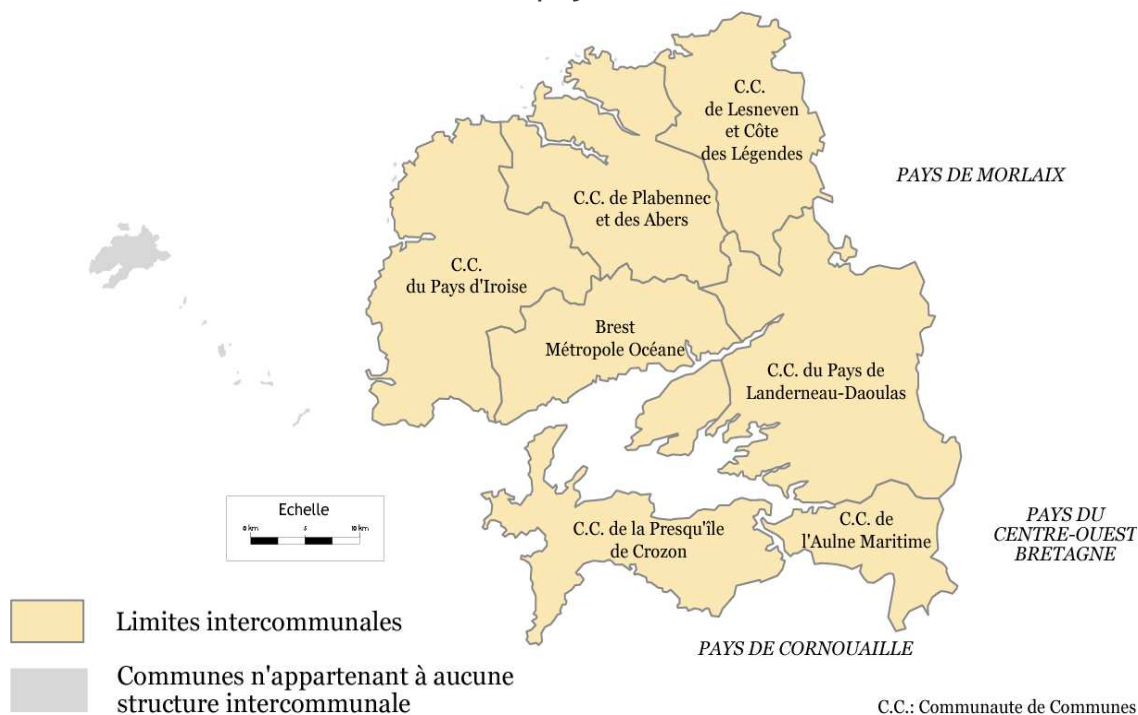 C.C.
de Lesneven
et Côte
des Légendes
PAYS DE MORLAIX
C.C. de Plabennec
et des Abers
C.C.
du Pays d'Iroise
Brest
Métropole Océane
C.C. du Pays de
Landerneau-Daoulas
Echelle
0 km 5 10 km
C.C. de la Presqu'île
de Crozon
C.C. de
l'Aulne Maritime
PAYS DU
CENTRE-OUEST
BRETAGNE
Limites intercommunales
PAYS DE CORNOUAILLE
Communes n'appartenant à aucune
structure intercommunale
C.C.: Communaute de Communes